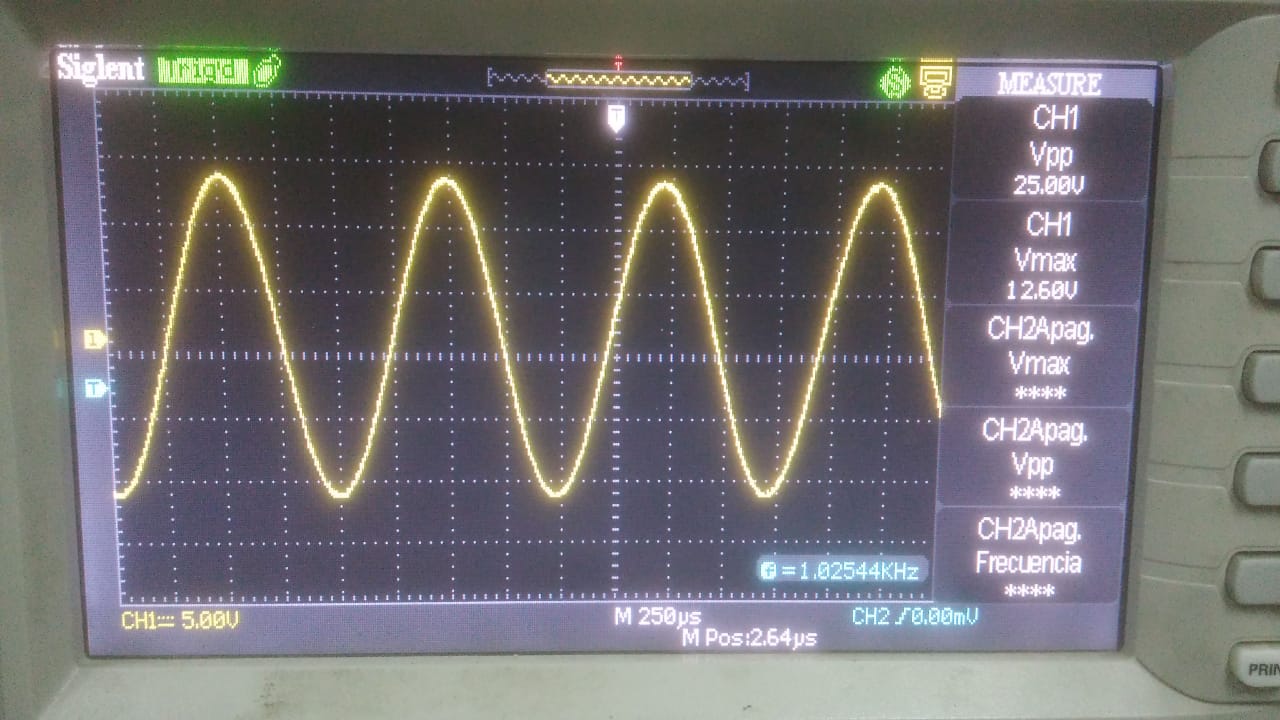 Siglent Trig'd
MEASURE
T
CH1
Vpp
25.00V
CH1
Vmax
12.60V
CH2Apag.
Vmax
****
CH2Apag.
Vpp
****
CH2Apag.
Frecuencia
****
1
T
=1.02544KHz
CH1 5.00V
M 250µs
CH2 0.00mV
M Pos:2.64µs
PRIN